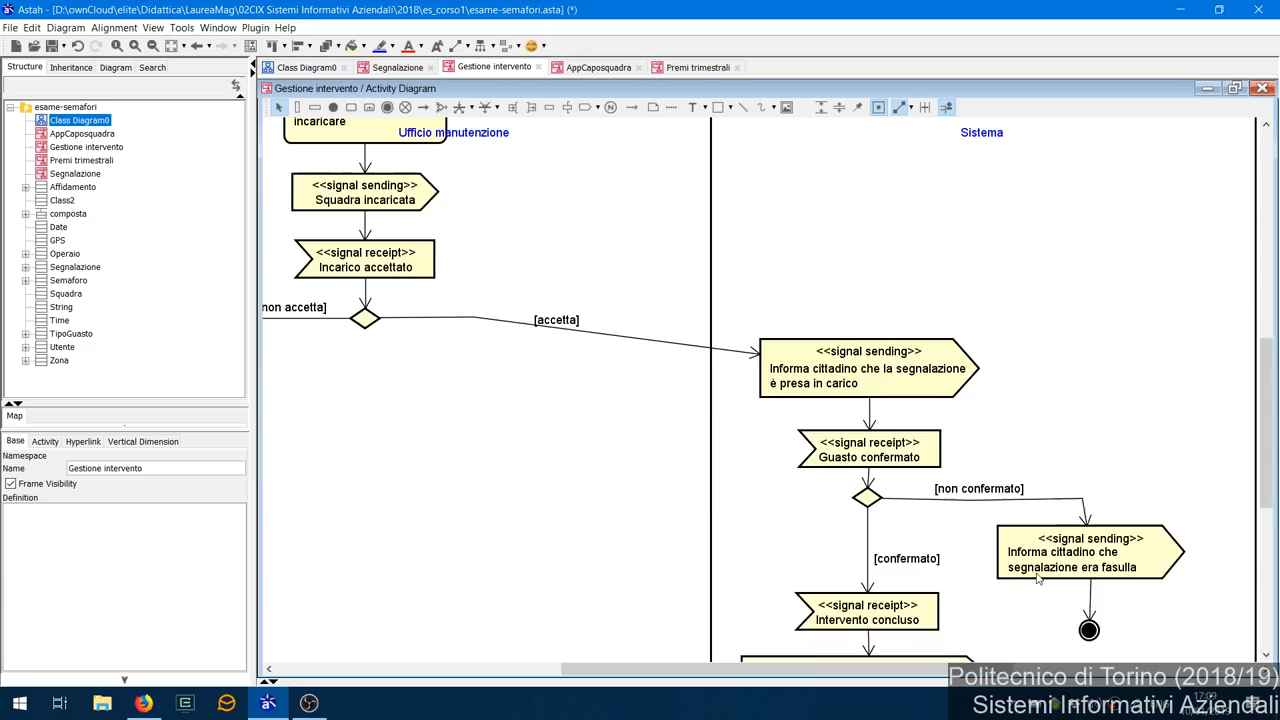 Astah - [D:\ownCloud\elite\Didattica\LaureaMag\02CIX Sistemi Informativi Aziendali\2018\es_corso1\esame-semafori.asta] (*)
File Edit Diagram Alignment View Tools Window Plugin Help
Structure Inheritance Diagram Search
Class Diagram0 Segnalazione Gestione intervento AppCaposquadra Premi trimestrali
Gestione intervento / Activity Diagram
esame-semafori
Class Diagram0
AppCaposquadra
Gestione intervento
Premi trimestrali
Segnalazione
Affidamento
Class2
composta
Date
GPS
Operaio
Segnalazione
Semaforo
Squadra
String
Time
TipoGuasto
Utente
Zona
Map
Base Activity Hyperlink Vertical Dimension
Namespace
Name Gestione intervento
Frame Visibility
Definition
incaricare
Ufficio manutenzione
Sistema
<<signal sending>>
Squadra incaricata
<<signal receipt>>
Incarico accettato
non accetta]
[accetta]
<<signal sending>>
Informa cittadino che la segnalazione
è presa in carico
<<signal receipt>>
Guasto confermato
[non confermato]
<<signal sending>>
Informa cittadino che
segnalazione era fasulla
[confermato]
<<signal receipt>>
Intervento concluso
Politecnico di Torino (2018/19)
17:09
Sistemi Informativi Aziendali